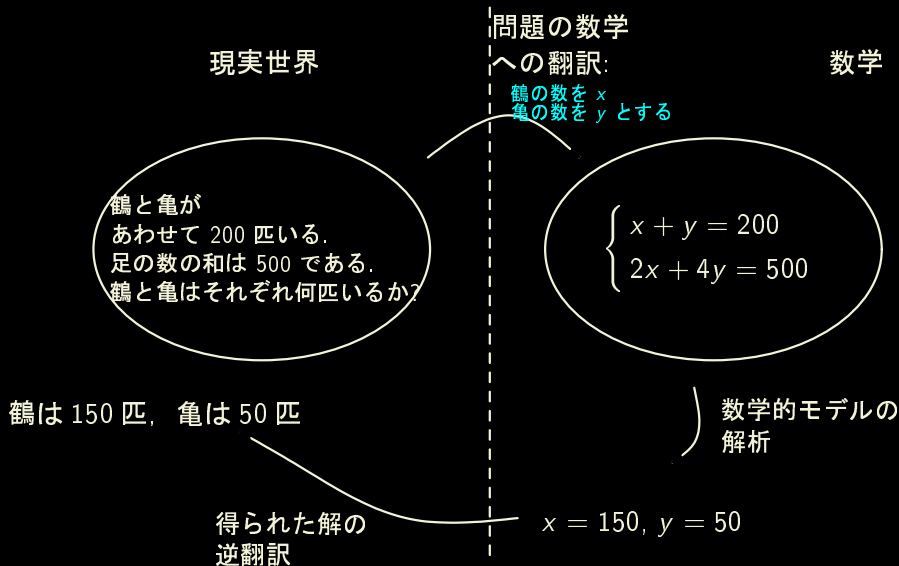 現実世界
問題の数学
への翻訳:
数学
鶴の数を x
亀の数を y とする
鶴と亀が
あわせて 200 匹いる.
足の数の和は 500 である.
鶴と亀はそれぞれ何匹いるか?
x + y = 200
2x + 4y = 500
数学的モデルの
解析
鶴は 150 匹, 亀は 50 匹
得られた解の
逆翻訳
x = 150, y = 50